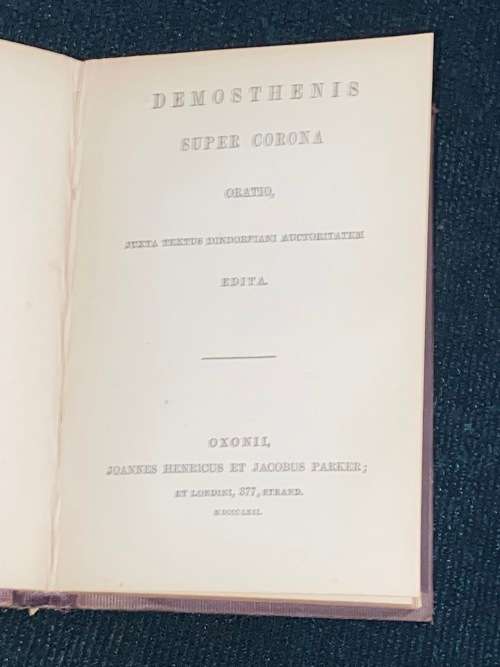 DEMOSTHENIS
SUPER CORONA
ORATIO,
JUXTA TEXTUS DINDORFIANI AUCTORITATEM
EDITA.
OXONII,
JOANNES HENRICUS ET JACOBUS PARKER;
ET LONDINI, 377, STRAND.